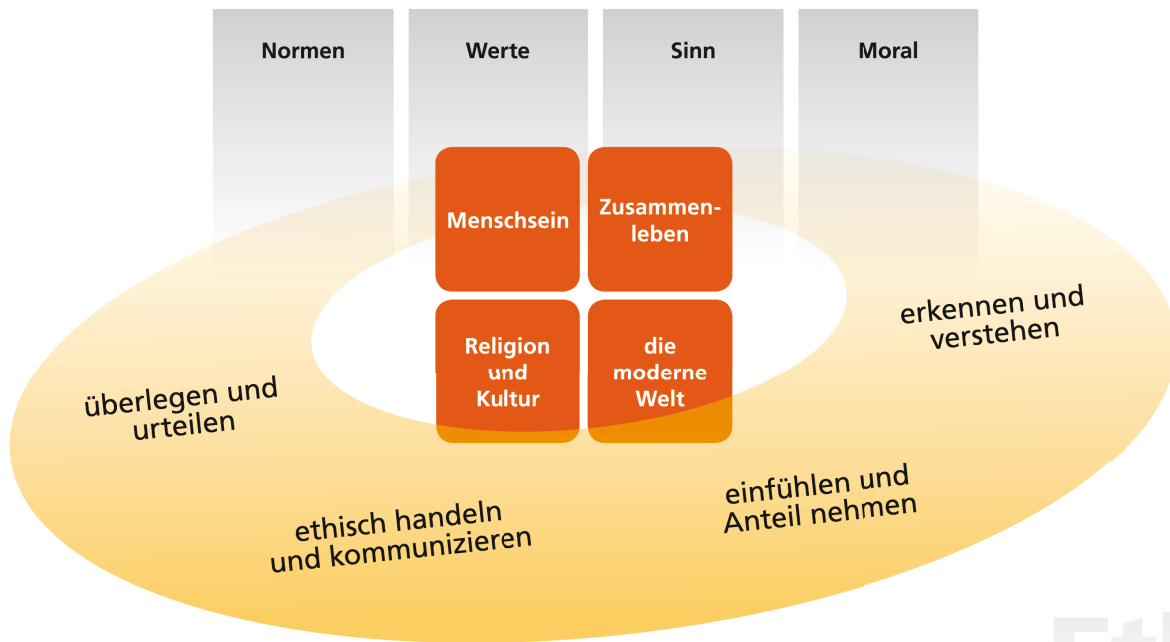 Normen
Werte
Sinn
Moral
Menschsein
Zusammen-
leben
Religion
und
Kultur
die
moderne
Welt
erkennen und
verstehen
überlegen und
urteilen
einfühlen und
Anteil nehmen
ethisch handeln
und kommunizieren